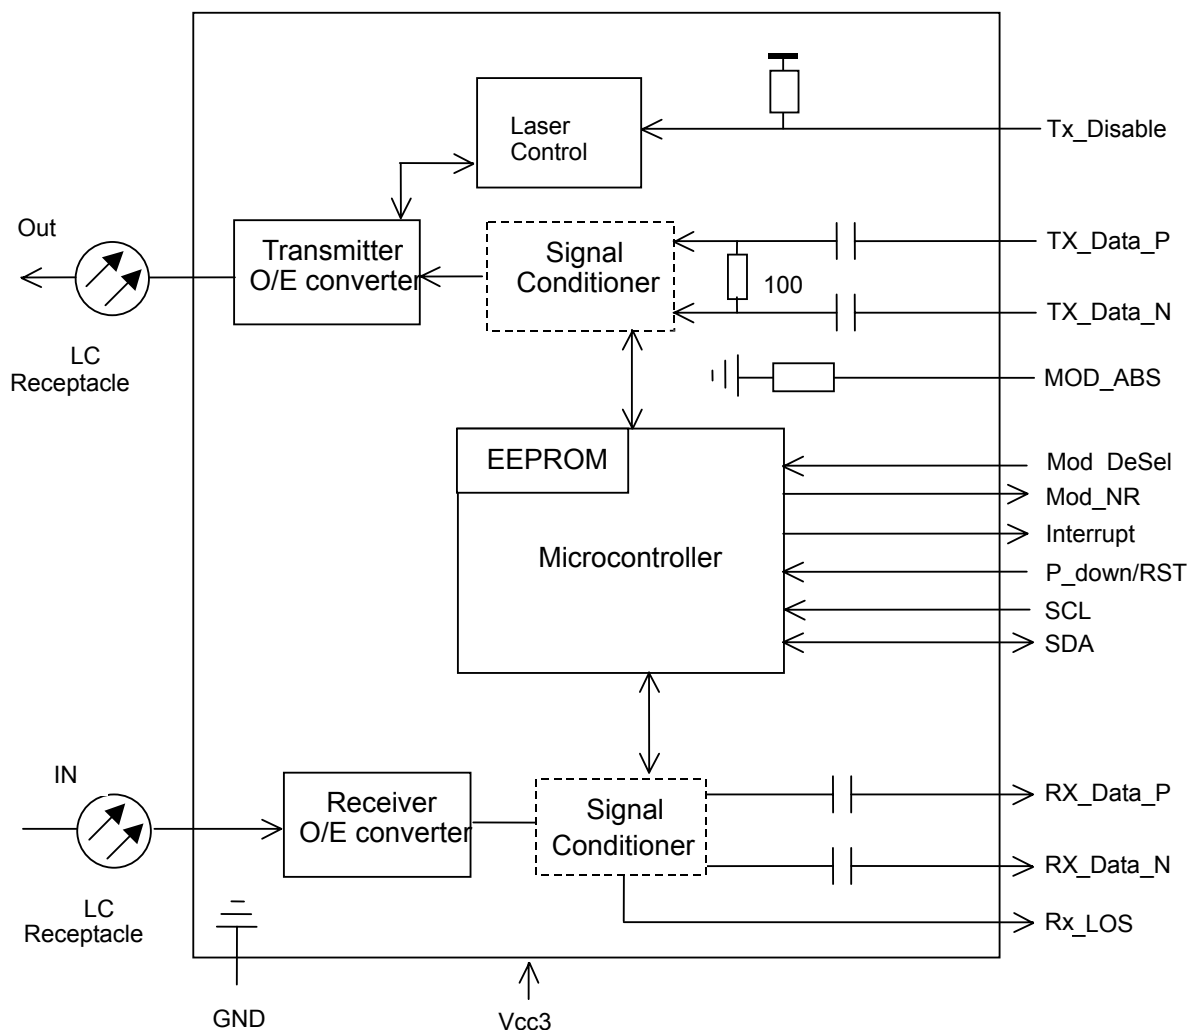 Laser
Control
Tx_Disable
Out
Transmitter
O/E converter
Signal
Conditioner
TX_Data_P
100
TX_Data_N
LC
Receptacle
MOD_ABS
EEPROM
Microcontroller
Mod DeSel
Mod_NR
Interrupt
P_down/RST
SCL
SDA
IN
Receiver
O/E converter
Signal
Conditioner
RX_Data_P
RX_Data_N
LC
Receptacle
Rx_LOS
GND
Vcc3